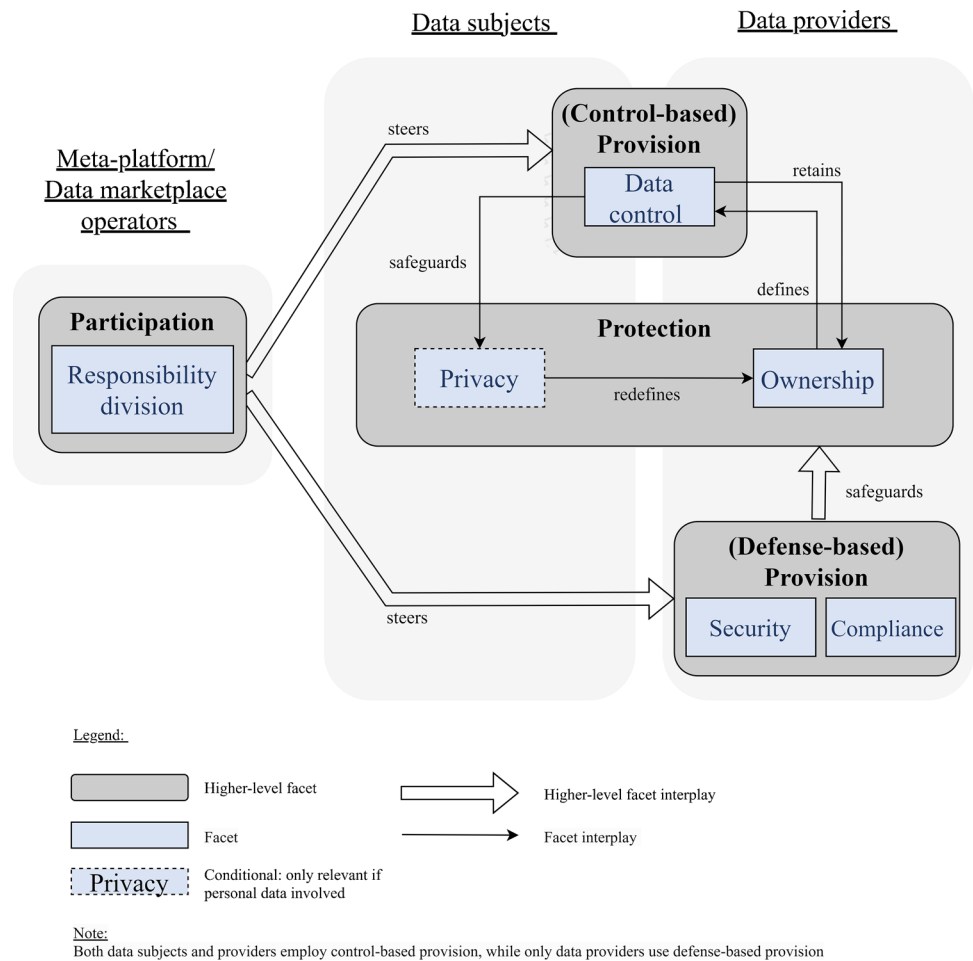 Data subjects
Data providers
Meta-platform/
Data marketplace
operators
steers
(Control-based)
Provision
Data
control
retains
safeguards
defines
Participation
Responsibility
division
Protection
Privacy
redefines
Ownership
safeguards
(Defense-based)
Provision
Security
Compliance
steers
Legend:
Higher-level facet
Higher-level facet interplay
Facet
Facet interplay
Privacy
Conditional: only relevant if
personal data involved
Note:
Both data subjects and providers employ control-based provision, while only data providers use defense-based provision